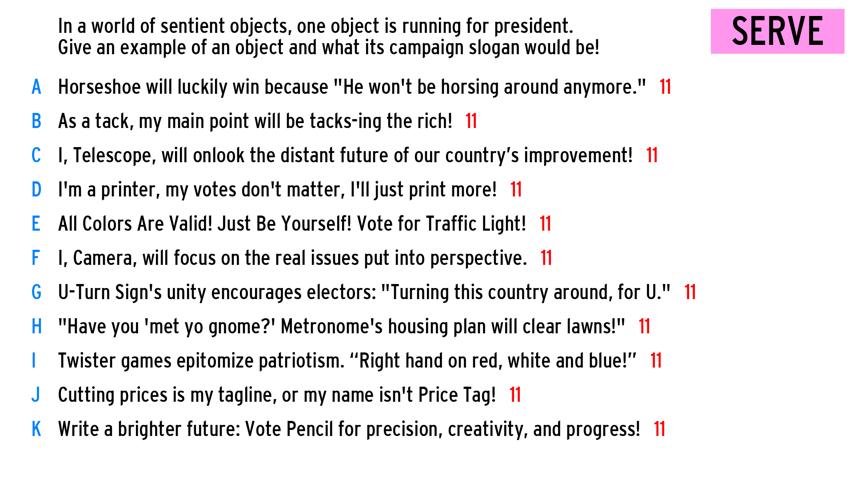 In a world of sentient objects, one object is running for president.
Give an example of an object and what its campaign slogan would be!
SERVE
A Horseshoe will luckily win because "He won't be horsing around anymore." 11
B As a tack, my main point will be tacks-ing the rich! 11
C I, Telescope, will onlook the distant future of our country’s improvement! 11
D I'm a printer, my votes don't matter, I'll just print more! 11
E All Colors Are Valid! Just Be Yourself! Vote for Traffic Light! 11
F I, Camera, will focus on the real issues put into perspective. 11
G U-Turn Sign's unity encourages electors: "Turning this country around, for U." 11
H "Have you 'met yo gnome?' Metronome's housing plan will clear lawns!" 11
I Twister games epitomize patriotism. “Right hand on red, white and blue!” 11
J Cutting prices is my tagline, or my name isn't Price Tag! 11
K Write a brighter future: Vote Pencil for precision, creativity, and progress! 11